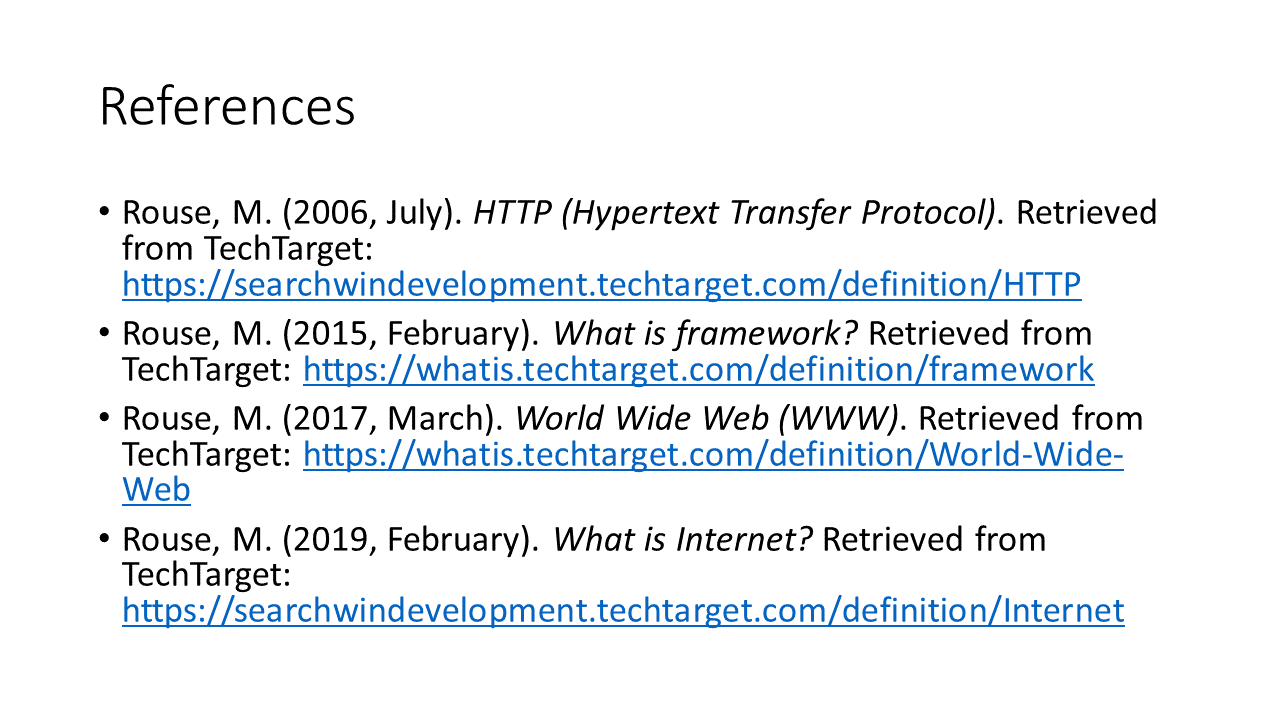 References
• Rouse, M. (2006, July). HTTP (Hypertext Transfer Protocol). Retrieved
from TechTarget:
https://searchwindevelopment.techtarget.com/definition/HTTP
• Rouse, M. (2015, February). What is framework? Retrieved from
TechTarget: https://whatis.techtarget.com/definition/framework
• Rouse, M. (2017, March). World Wide Web (WWW). Retrieved from
TechTarget: https://whatis.techtarget.com/definition/World-Wide-
Web
• Rouse, M. (2019, February). What is Internet? Retrieved from
TechTarget:
https://searchwindevelopment.techtarget.com/definition/Internet